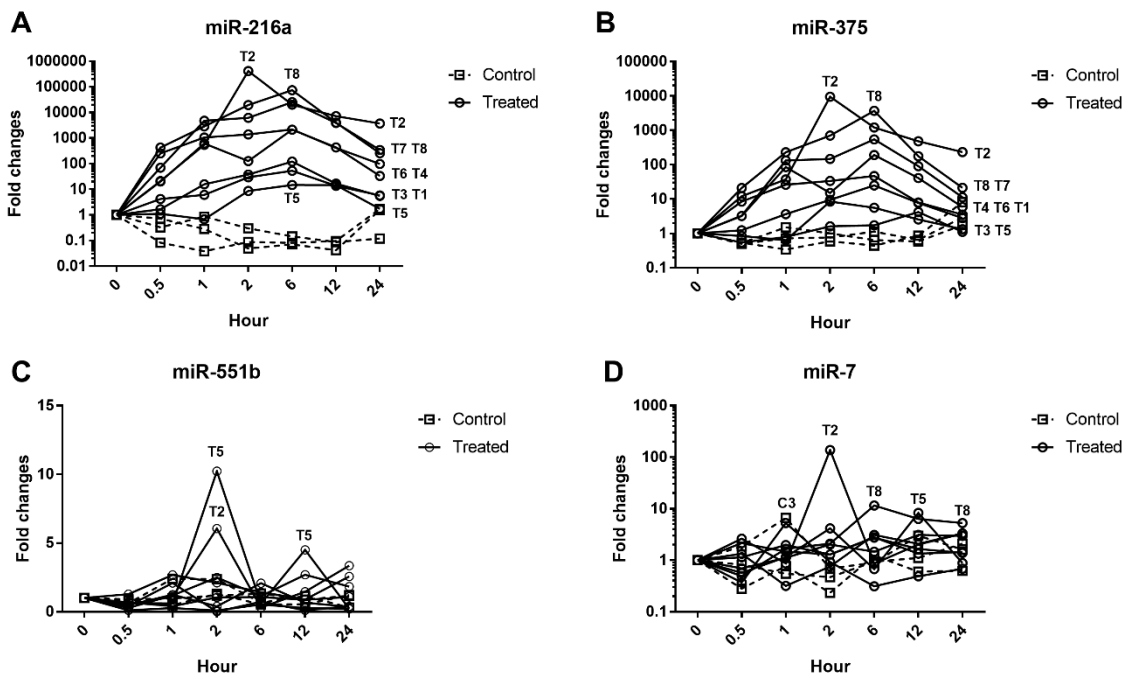 A
miR-216a
Fold changes
1000000
100000
10000
1000
100
10
1
0.1
0.01
T2
T8
T5
T2
T7 T8
T6 T4
T3 T1
T5
0
0.5
1
2
6
12
24
Hour
Control
Treated
B
miR-375
Fold changes
100000
10000
1000
100
10
1
0.1
T2
T8
T2
T8 T7
T4 T6 T1
T3 T5
0
0.5
1
2
6
12
24
Hour
Control
Treated
C
miR-551b
Fold changes
15
10
5
0
T5
T2
T5
0
0.5
1
2
6
12
24
Hour
Control
Treated
D
miR-7
Fold changes
1000
100
10
1
0.1
C3
T2
T8
T5
T8
0
0.5
1
2
6
12
24
Hour
Control
Treated